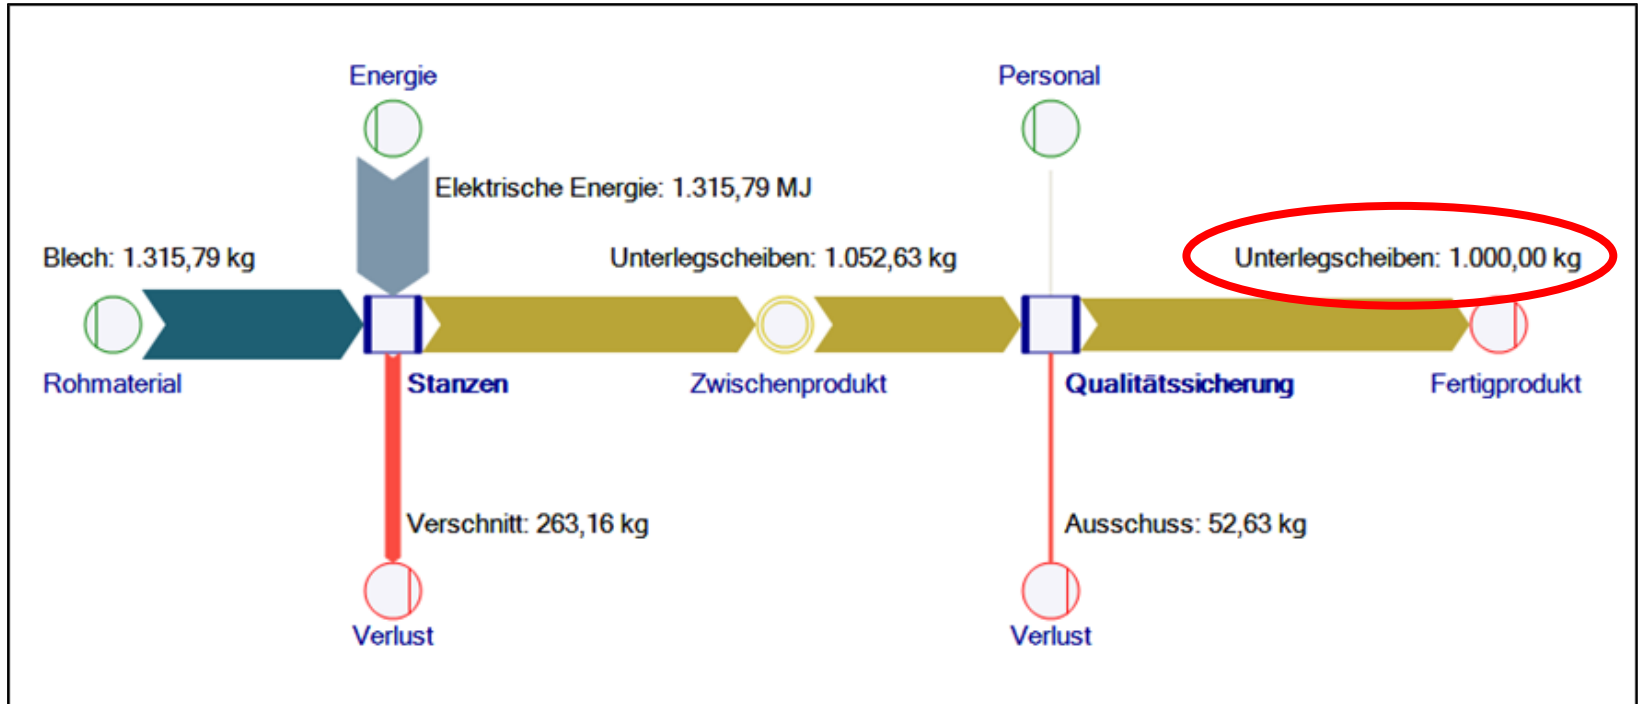 Energie
Personal
Elektrische Energie: 1.315,79 MJ
Blech: 1.315,79 kg
Unterlegscheiben: 1.052,63 kg
Unterlegscheiben: 1.000,00 kg
Rohmaterial
Stanzen
Zwischenprodukt
Qualitätssicherung
Fertigprodukt
Verschnitt: 263,16 kg
Ausschuss: 52,63 kg
Verlust
Verlust